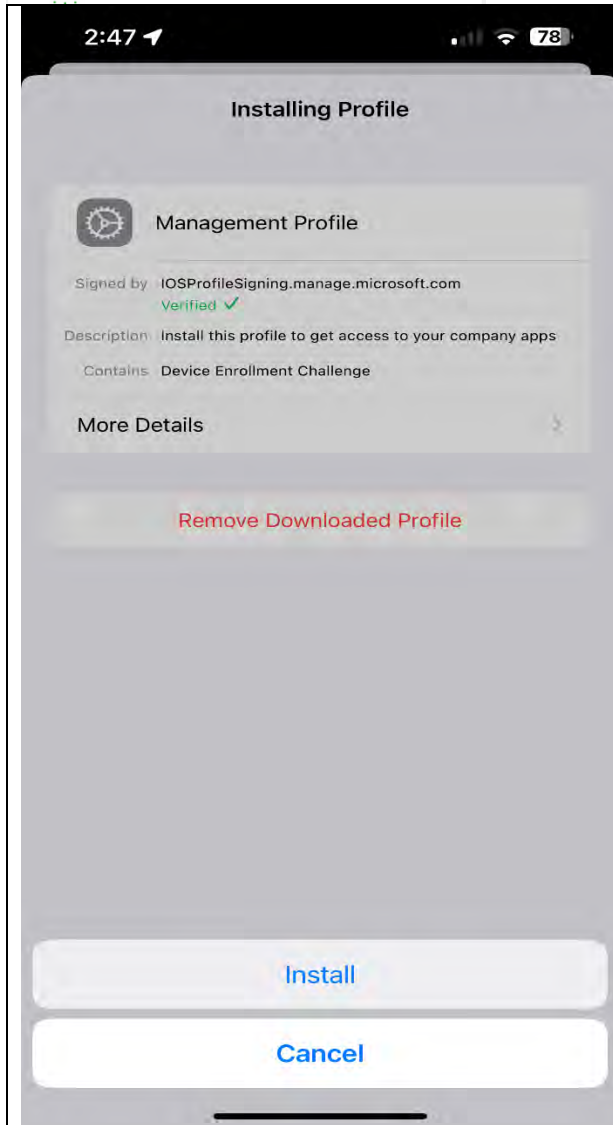 2:47
78
Installing Profile
Management Profile
Signed by IOSProfileSigning.manage.microsoft.com
Verified
Description Install this profile to get access to your company apps
Contains Device Enrollment Challenge
More Details
Remove Downloaded Profile
Install
Cancel